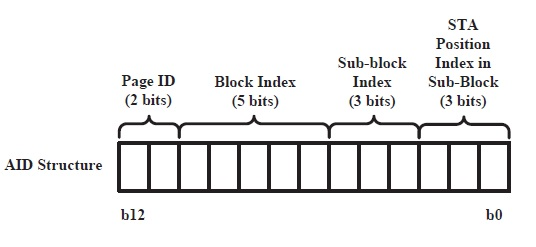 STA
Position
Index in
Sub-Block
(3 bits)
Sub-block
Index
(3 bits)
Page ID
(2 bits)
Block Index
(5 bits)
AID Structure
b12
b0